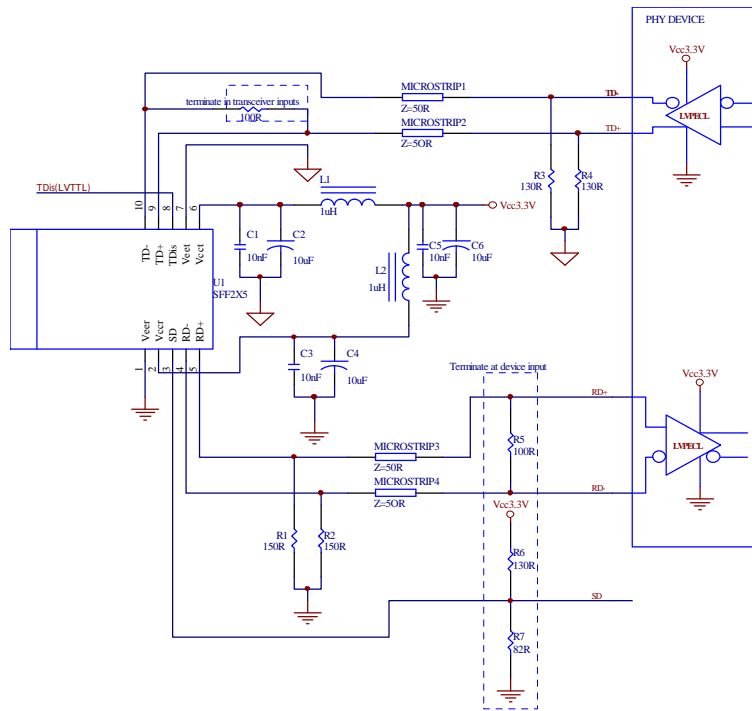 PHY DEVICE
Vcc3.3V
MICROSTRIP1
TD-
terminate in transceiver inputs
Z=50R
LVPECL
100R
MICROSTRIP2
TD+
Z=5OR
R3
130R
R4
130R
TDis(LVTTL)
L1
10
9
8
7
6
1uH
Vcc3.3V
C1
10nF
C2
10uF
C5
10nF
C6
10uF
TD-
TD+
TDis
Veet
Vcct
L2
1uH
U1
SFF2X5
Veer
Vccr
SD
RD-
RD+
C3
10nF
C4
10uF
1
2
3
4
5
Terminate at device input
Vcc3.3V
RD+
R5
100R
LVPECL
MICROSTRIP3
Z=50R
MICROSTRIP4
Z=5OR
RD-
Vcc3.3V
R1
150R
R2
150R
R6
130R
SD
R7
82R